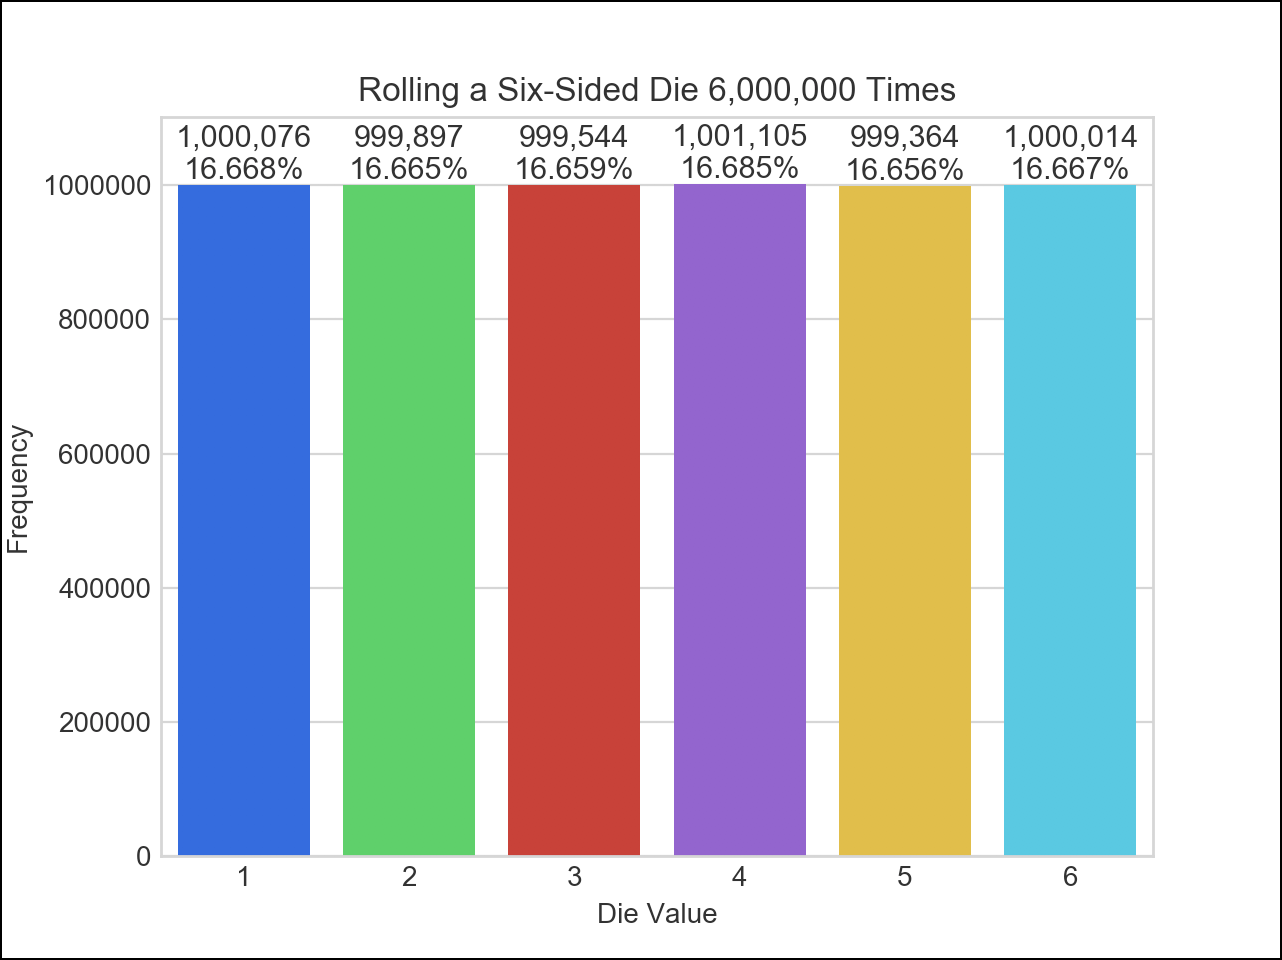 Rolling a Six-Sided Die 6,000,000 Times
1,000,076 999,897 999,544 1,001,105 999,364 1,000,014
16.668% 16.665% 16.659% 16.685% 16.656% 16.667%
1000000
800000
600000
400000
200000
0
Frequency
1 2 3 4 5 6
Die Value